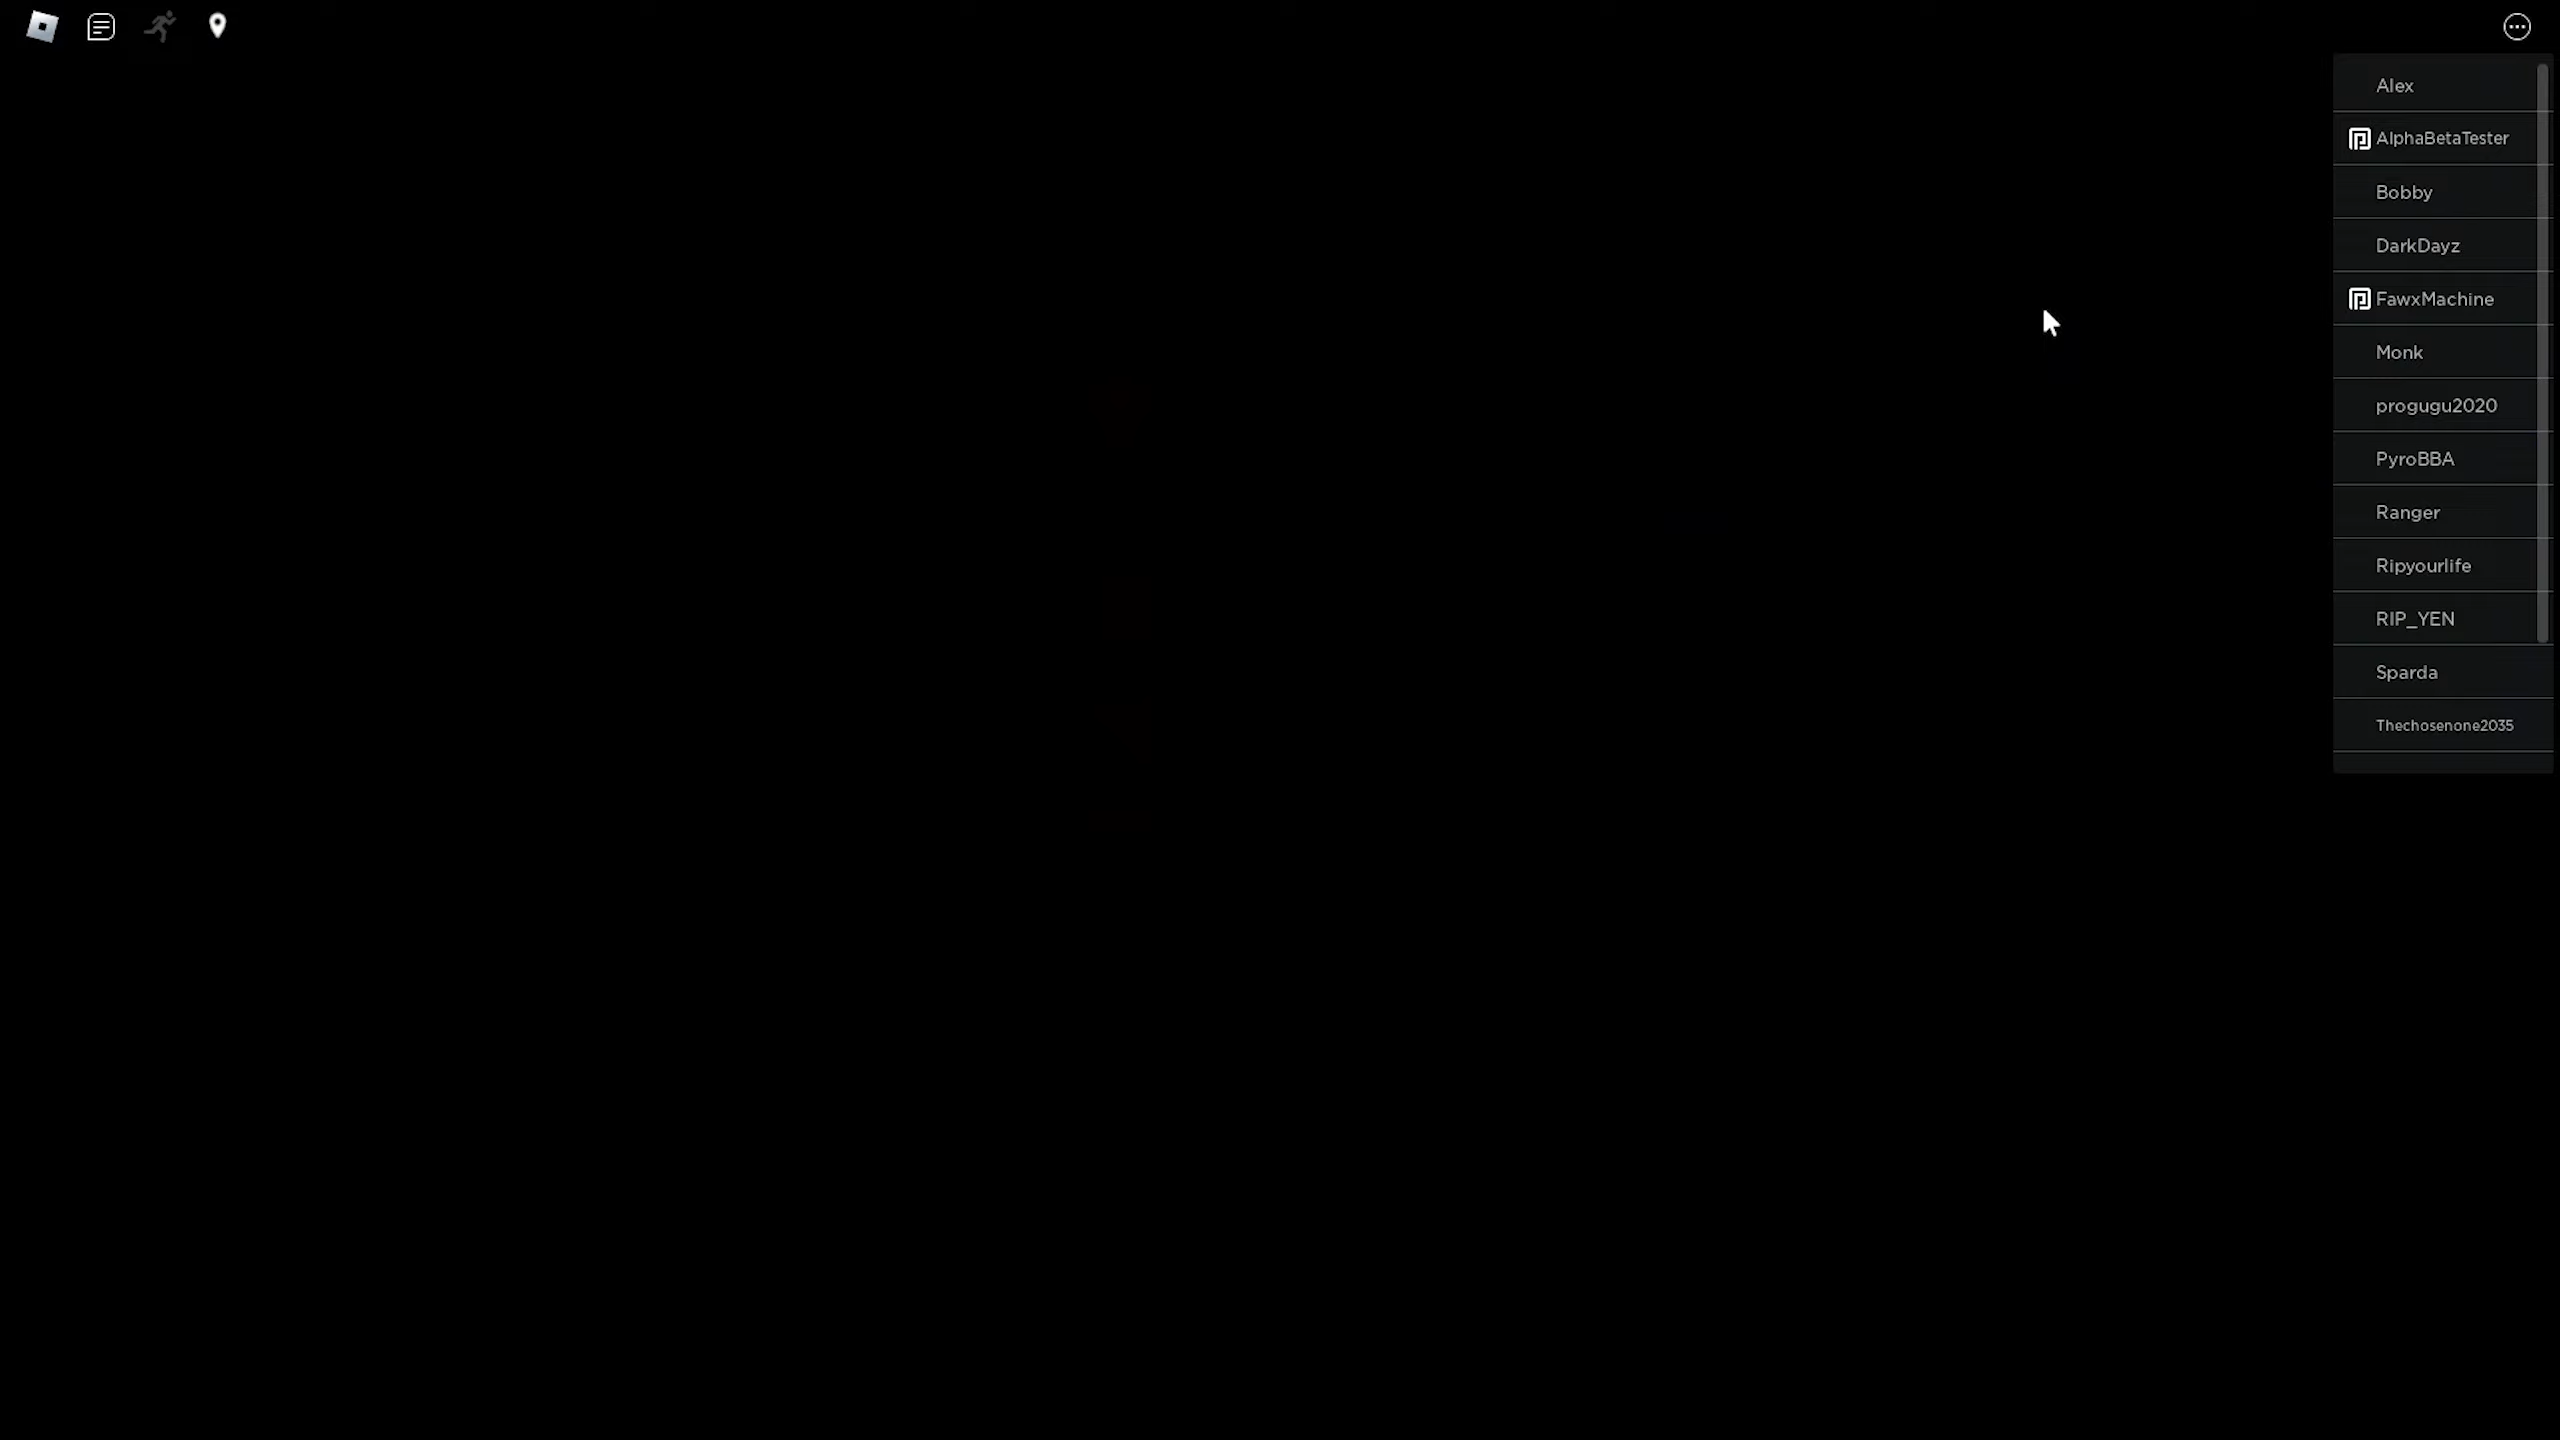 Alex
AlphaBetaTester
Bobby
DarkDayz
FawxMachine
Monk
progugu2020
PyroBBA
Ranger
Ripyourlife
RIP_YEN
Sparda
Thechosenone2035